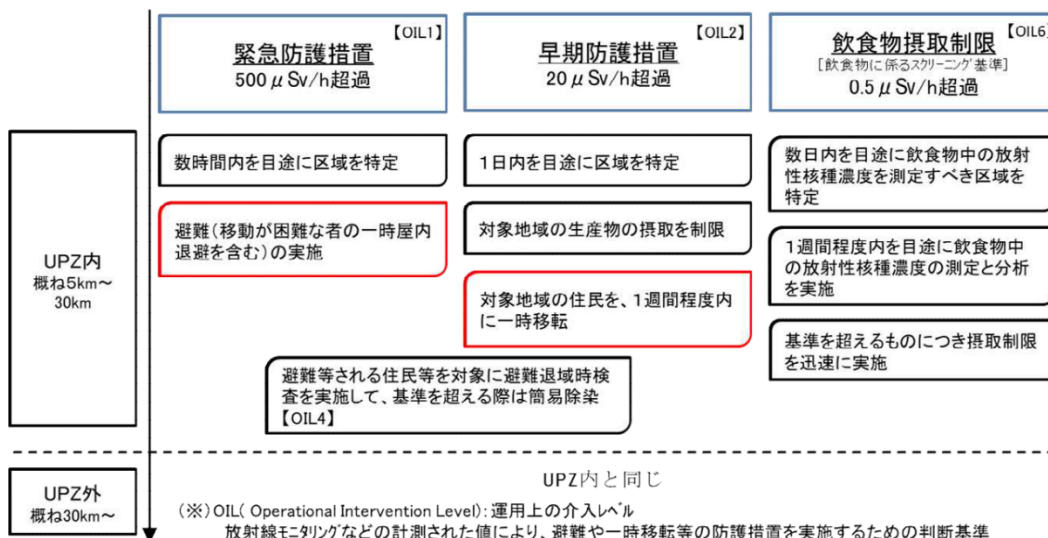 【OIL1】
緊急防護措置
500μSv/h超過
【OIL2】
早期防護措置
20μSv/h超過
【OIL6】
飲食物摂取制限
[飲食物に係るスクリーニング基準]
0.5μSv/h超過
UPZ内
概ね5km～
30km
数時間内を目途に区域を特定
避難(移動が困難な者の一時屋内
退避を含む)の実施
1日内を目途に区域を特定
対象地域の生産物の摂取を制限
対象地域の住民を、1週間程度内
に一時移転
避難等される住民等を対象に避難退域時検
査を実施して、基準を超える際は簡易除染
【OIL4】
数日内を目途に飲食物中の放射
性核種濃度を測定すべき区域を
特定
1週間程度内を目途に飲食物中
の放射性核種濃度の測定と分析
を実施
基準を超えるものにつき摂取制限
を迅速に実施
UPZ外
概ね30km～
UPZ内と同じ
(※)OIL( Operational Intervention Level):運用上の介入レベル
放射線モニタリングなどの計測された値により、避難や一時移転等の防護措置を実施するための判断基準